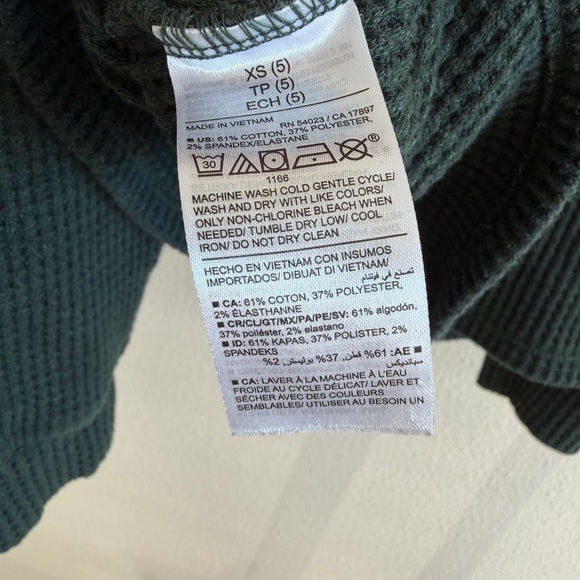 XS (5)
TP (5)
ECH (5)
MADE IN VIETNAM RN 54023 / CA 17897
■ US: 61% COTTON, 37% POLYESTER,
2% SPANDEX/ELASTANE
30
1166
MACHINE WASH COLD GENTLE CYCLE/
WASH AND DRY WITH LIKE COLORS/
ONLY NON-CHLORINE BLEACH WHEN
NEEDED/ TUMBLE DRY LOW/ COOL
IRON/ DO NOT DRY CLEAN
HECHO EN VIETNAM CON INSUMOS
IMPORTADOS/ DIBUAT DI VIETNAM/
تصنع في فيتنام
■ CA: 61% COTON, 37% POLYESTER,
2% ÉLASTHANNE
■ CR/CL/GT/MX/PA/PE/SV: 61% algodón,
37% poliéster, 2% elastano
■ ID: 61% KAPAS, 37% POLISTER, 2%
SPANDEKS
■ AE: 61% قطن, 37% بوليستر, 2%
سبانديكس
■ CA: LAVER À LA MACHINE À L'EAU
FROIDE AU CYCLE DÉLICAT/ LAVER ET
SÉCHER AVEC DES COULEURS
SEMBLABLES/ UTILISER AU BESOIN UN